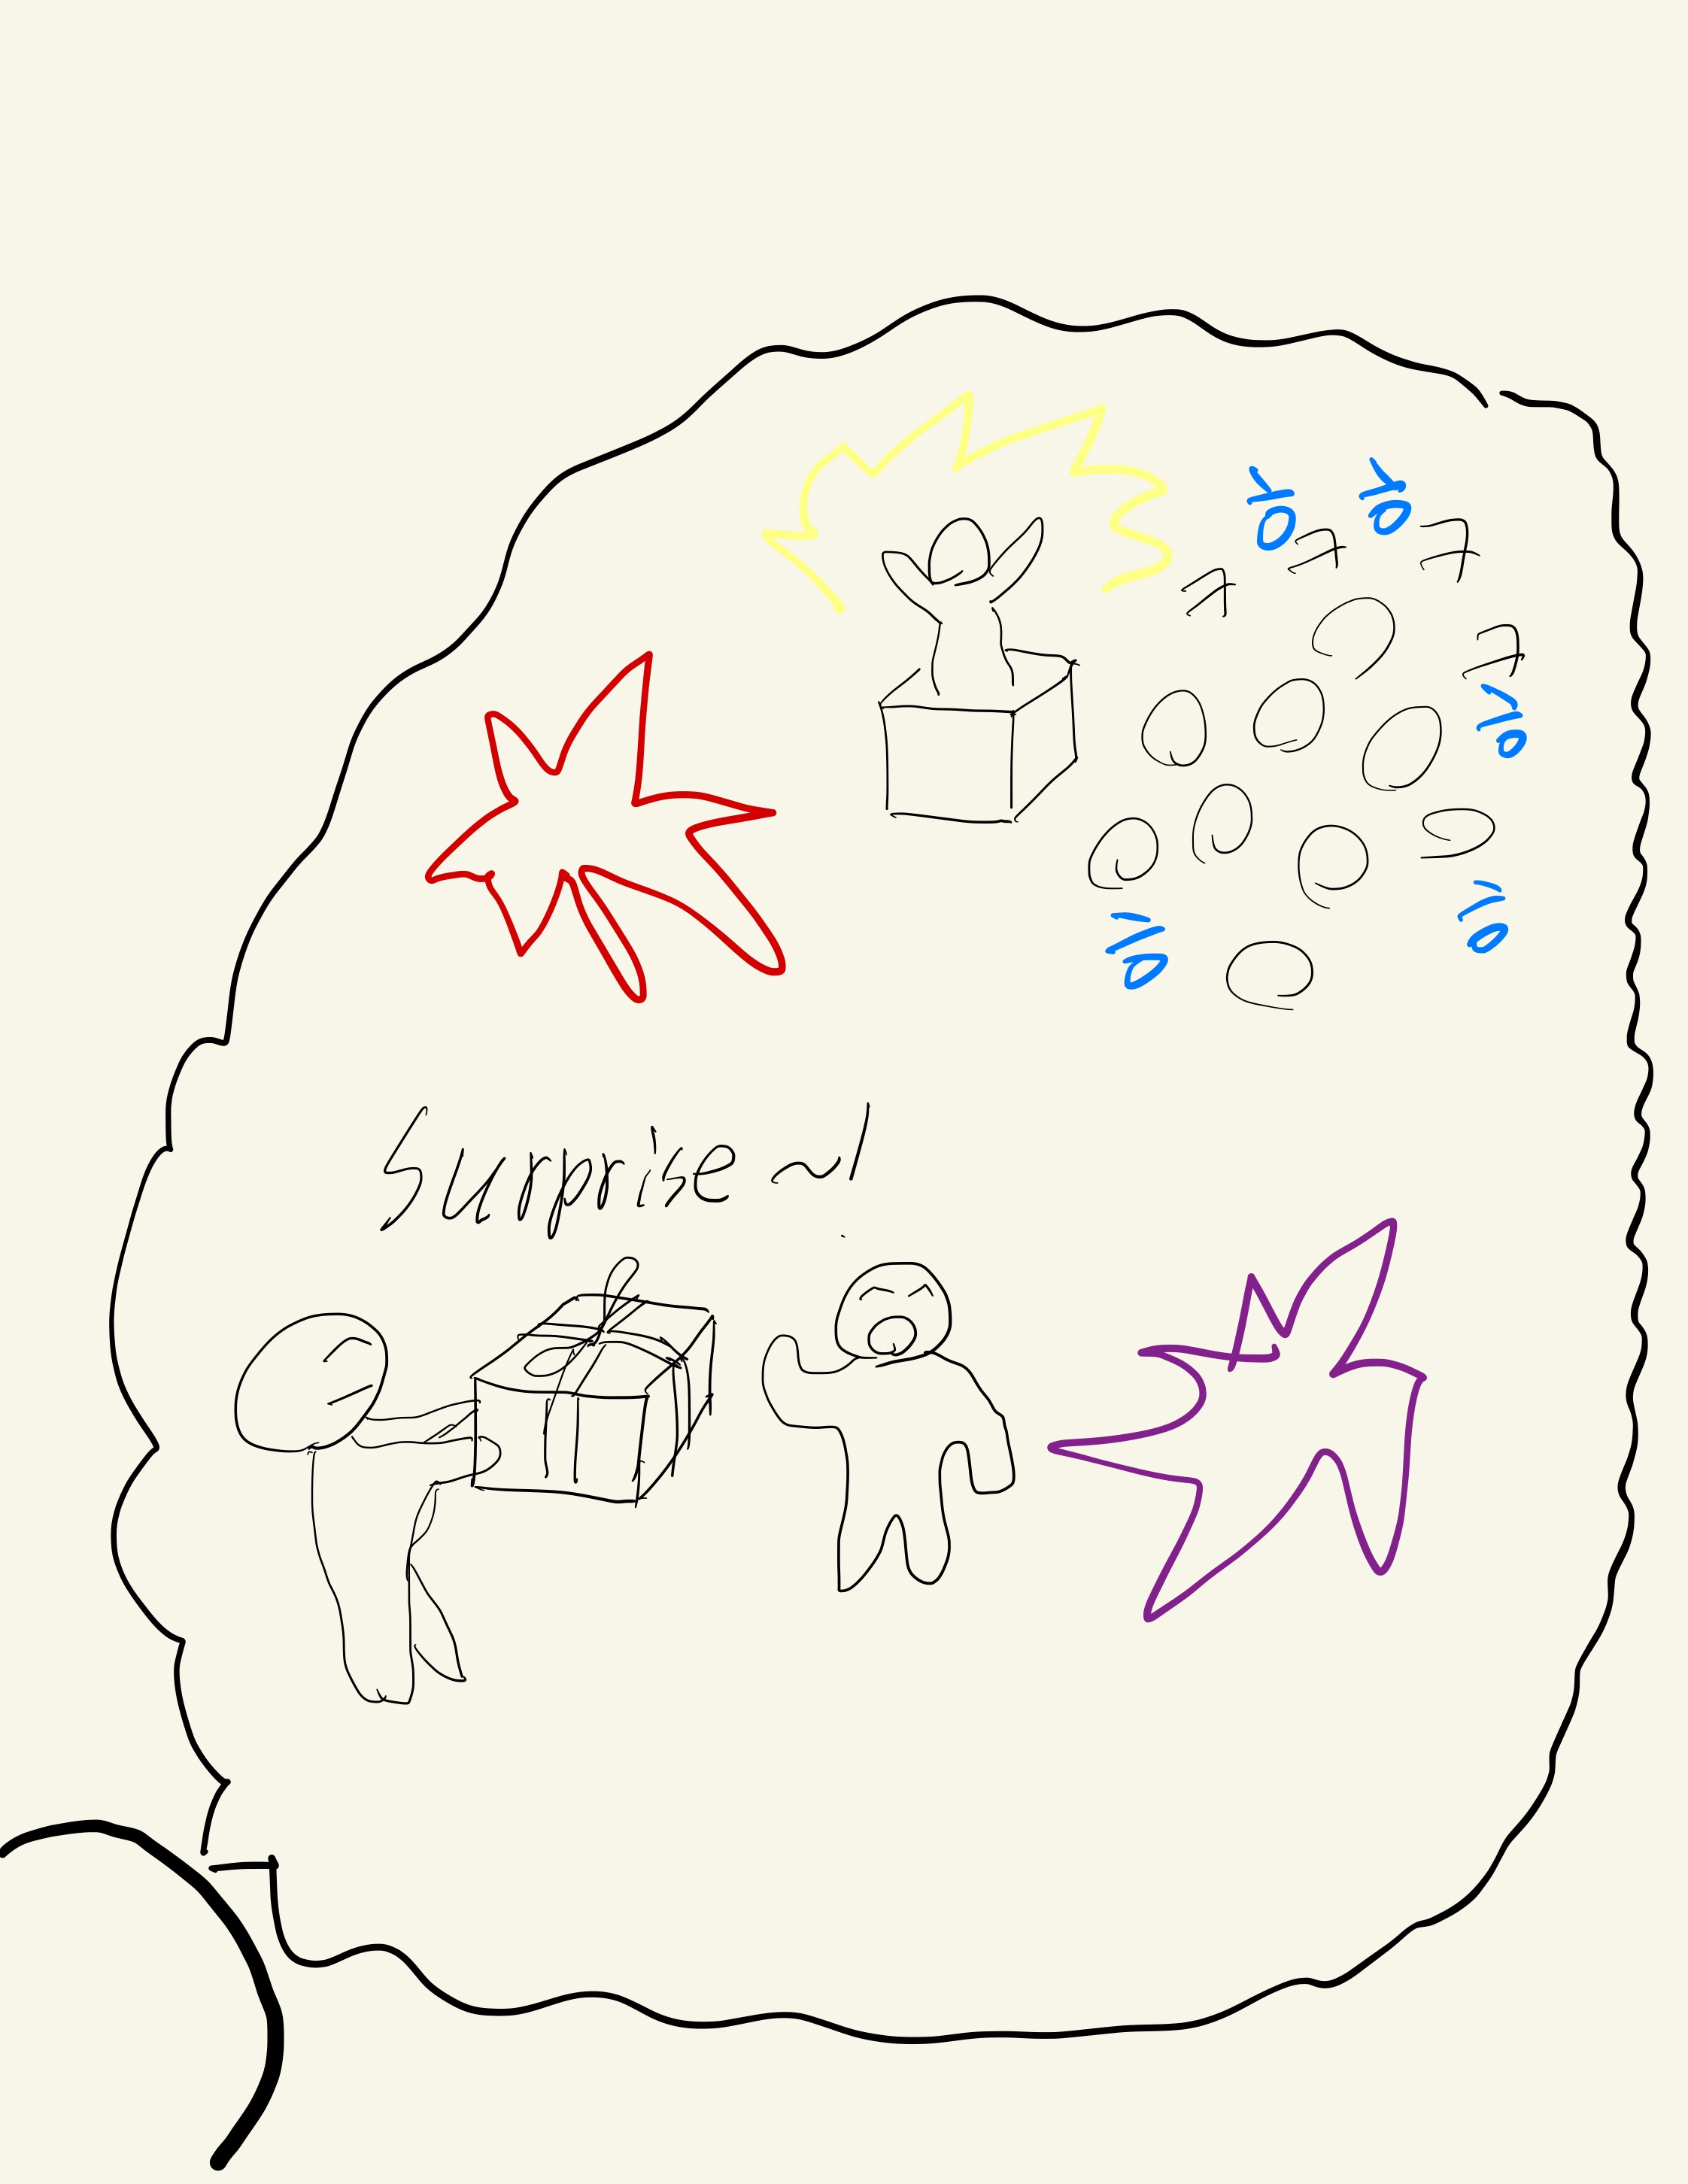 ㅎ ㅎ
ㅋ ㅋ ㅋ
ㅋ
ㅎ
ㅎ ㅎ
Surprise ~!